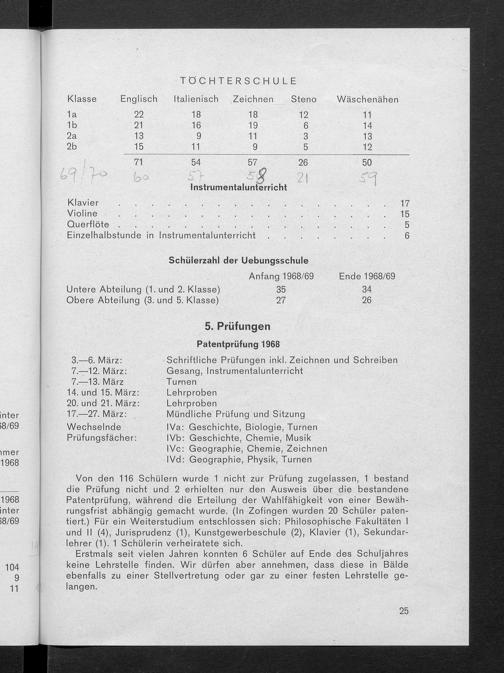 TÖCHTERSCHULE
Klasse Englisch Italienisch Zeichnen Steno Wäschenähen
1a 22 18 18 12 11
1b 21 16 19 6 14
2a 13 9 11 3 13
2b 15 11 9 5 12
71 54 57 26 50
69/70 60 57 58 21 59
Instrumentalunterricht
Klavier . . . . . . . . . . . . . 17
Violine . . . . . . . . . . . . . 15
Querflöte . . . . . . . . . . . . . 5
Einzelhalbstunde in Instrumentalunterricht . . . . . . 6
Schülerzahl der Uebungsschule
Anfang 1968/69 Ende 1968/69
Untere Abteilung (1. und 2. Klasse) 35 34
Obere Abteilung (3. und 5. Klasse) 27 26
5. Prüfungen
Patentprüfung 1968
3.—6. März: Schriftliche Prüfungen inkl. Zeichnen und Schreiben
7.—12. März: Gesang, Instrumentalunterricht
7.—13. März Turnen
14. und 15. März: Lehrproben
20. und 21. März: Lehrproben
17.—27. März: Mündliche Prüfung und Sitzung
Wechselnde IVa: Geschichte, Biologie, Turnen
Prüfungsfächer: IVb: Geschichte, Chemie, Musik
IVc: Geographie, Chemie, Zeichnen
IVd: Geographie, Physik, Turnen
Von den 116 Schülern wurde 1 nicht zur Prüfung zugelassen, 1 bestand
die Prüfung nicht und 2 erhielten nur den Ausweis über die bestandene
Patentprüfung, während die Erteilung der Wahlfähigkeit von einer Bewäh-
rungsfrist abhängig gemacht wurde. (In Zofingen wurden 20 Schüler paten-
tiert.) Für ein Weiterstudium entschlossen sich: Philosophische Fakultäten I
und II (4), Jurisprudenz (1), Kunstgewerbeschule (2), Klavier (1), Sekundar-
lehrer (1). 1 Schülerin verheiratete sich.
Erstmals seit vielen Jahren konnten 6 Schüler auf Ende des Schuljahres
keine Lehrstelle finden. Wir dürfen aber annehmen, dass diese in Bälde
ebenfalls zu einer Stellvertretung oder gar zu einer festen Lehrstelle ge-
langen.
25
inter
68/69
mer
1968
1968
inter
68/69
104
9
11